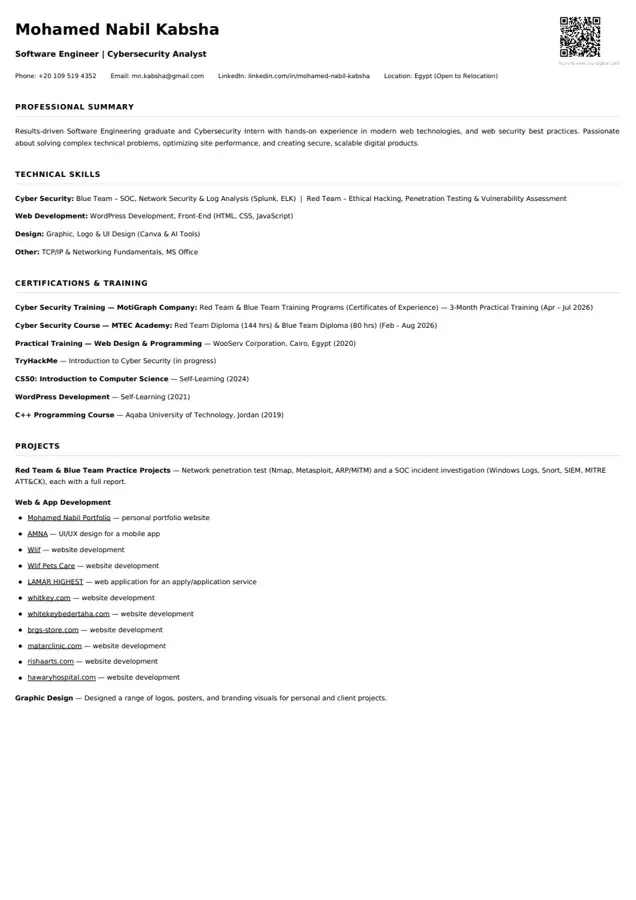 Mohamed Nabil Kabsha
Software Engineer | Cybersecurity Analyst
Phone: +20 109 519 4352 Email: mn.kabsha@gmail.com LinkedIn: linkedin.com/in/mohamed-nabil-kabsha Location: Egypt (Open to Relocation)
PROFESSIONAL SUMMARY
Results-driven Software Engineering graduate and Cybersecurity Intern with hands-on experience in modern web technologies, and web security best practices. Passionate
about solving complex technical problems, optimizing site performance, and creating secure, scalable digital products.
TECHNICAL SKILLS
Cyber Security: Blue Team – SOC, Network Security & Log Analysis (Splunk, ELK) | Red Team – Ethical Hacking, Penetration Testing & Vulnerability Assessment
Web Development: WordPress Development, Front-End (HTML, CSS, JavaScript)
Design: Graphic, Logo & UI Design (Canva & AI Tools)
Other: TCP/IP & Networking Fundamentals, MS Office
CERTIFICATIONS & TRAINING
Cyber Security Training — MotiGraph Company: Red Team & Blue Team Training Programs (Certificates of Experience) — 3-Month Practical Training (Apr – Jul 2026)
Cyber Security Course — MTEC Academy: Red Team Diploma (144 hrs) & Blue Team Diploma (80 hrs) (Feb – Aug 2026)
Practical Training — Web Design & Programming — WooServ Corporation, Cairo, Egypt (2020)
TryHackMe — Introduction to Cyber Security (in progress)
CS50: Introduction to Computer Science — Self-Learning (2024)
WordPress Development — Self-Learning (2021)
C++ Programming Course — Aqaba University of Technology, Jordan (2019)
PROJECTS
Red Team & Blue Team Practice Projects — Network penetration test (Nmap, Metasploit, ARP/MITM) and a SOC incident investigation (Windows Logs, Snort, SIEM, MITRE
ATT&CK), each with a full report.
Web & App Development
• Mohamed Nabil Portfolio — personal portfolio website
• AMNA — UI/UX design for a mobile app
• Wlif — website development
• Wlif Pets Care — website development
• LAMAR HIGHEST — web application for an apply/application service
• whitkey.com — website development
• whitekeybedertaha.com — website development
• brgs-store.com — website development
• matarclinic.com — website development
• rishaarts.com — website development
• hawaryhospital.com — website development
Graphic Design — Designed a range of logos, posters, and branding visuals for personal and client projects.